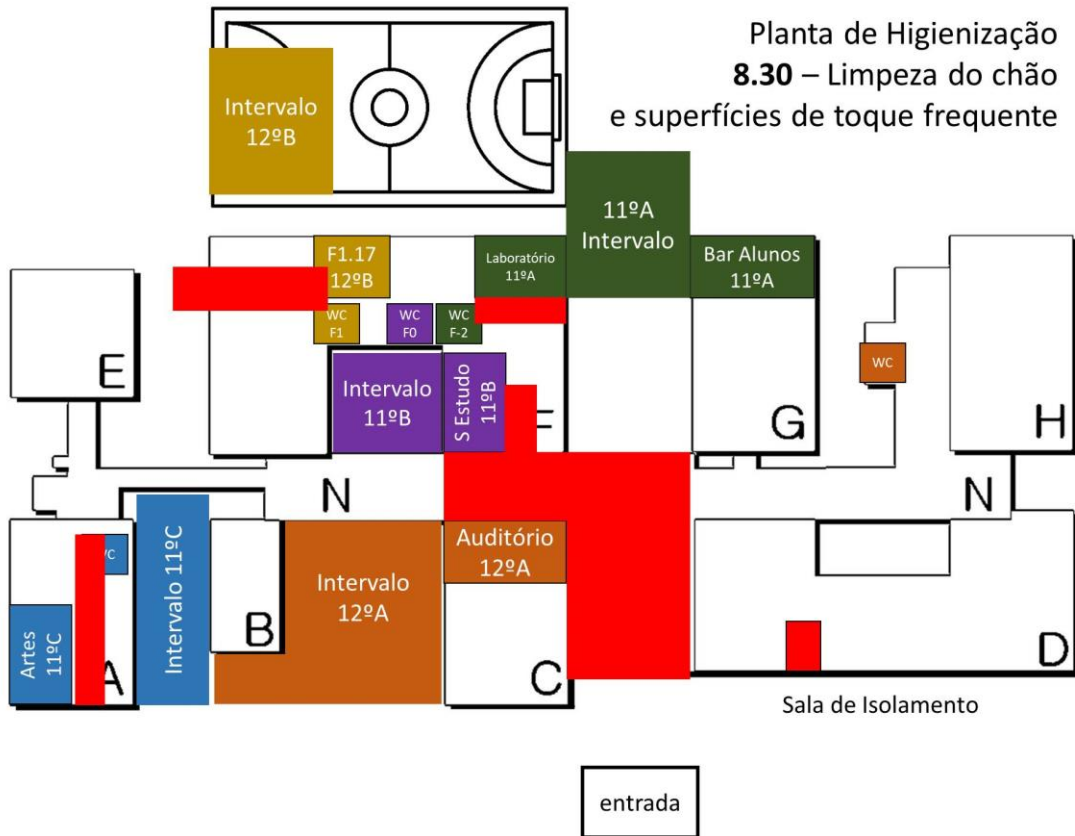 Planta de Higienização
8.30 – Limpeza do chão
e superfícies de toque frequente
Intervalo
12ºB
11ºA
Intervalo
F1.17
12ºB
Laboratório
11ºA
Bar Alunos
11ºA
WC
F1
WC
F0
WC
F-2
WC
E
Intervalo
11ºB
S Estudo
11ºB
F
G
H
N
N
WC
Artes
11ºC
A
Intervalo 11ºC
B
Intervalo
12ºA
Auditório
12ºA
C
D
Sala de Isolamento
entrada